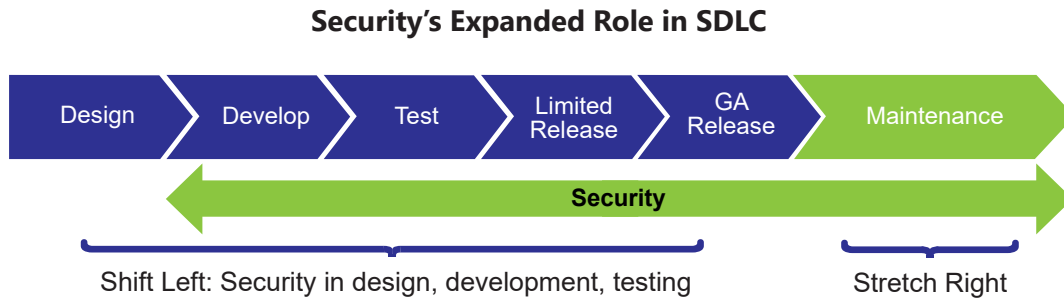 Security’s Expanded Role in SDLC
Design
Develop
Test
Limited
Release
GA
Release
Maintenance
Security
Shift Left: Security in design, development, testing
Stretch Right